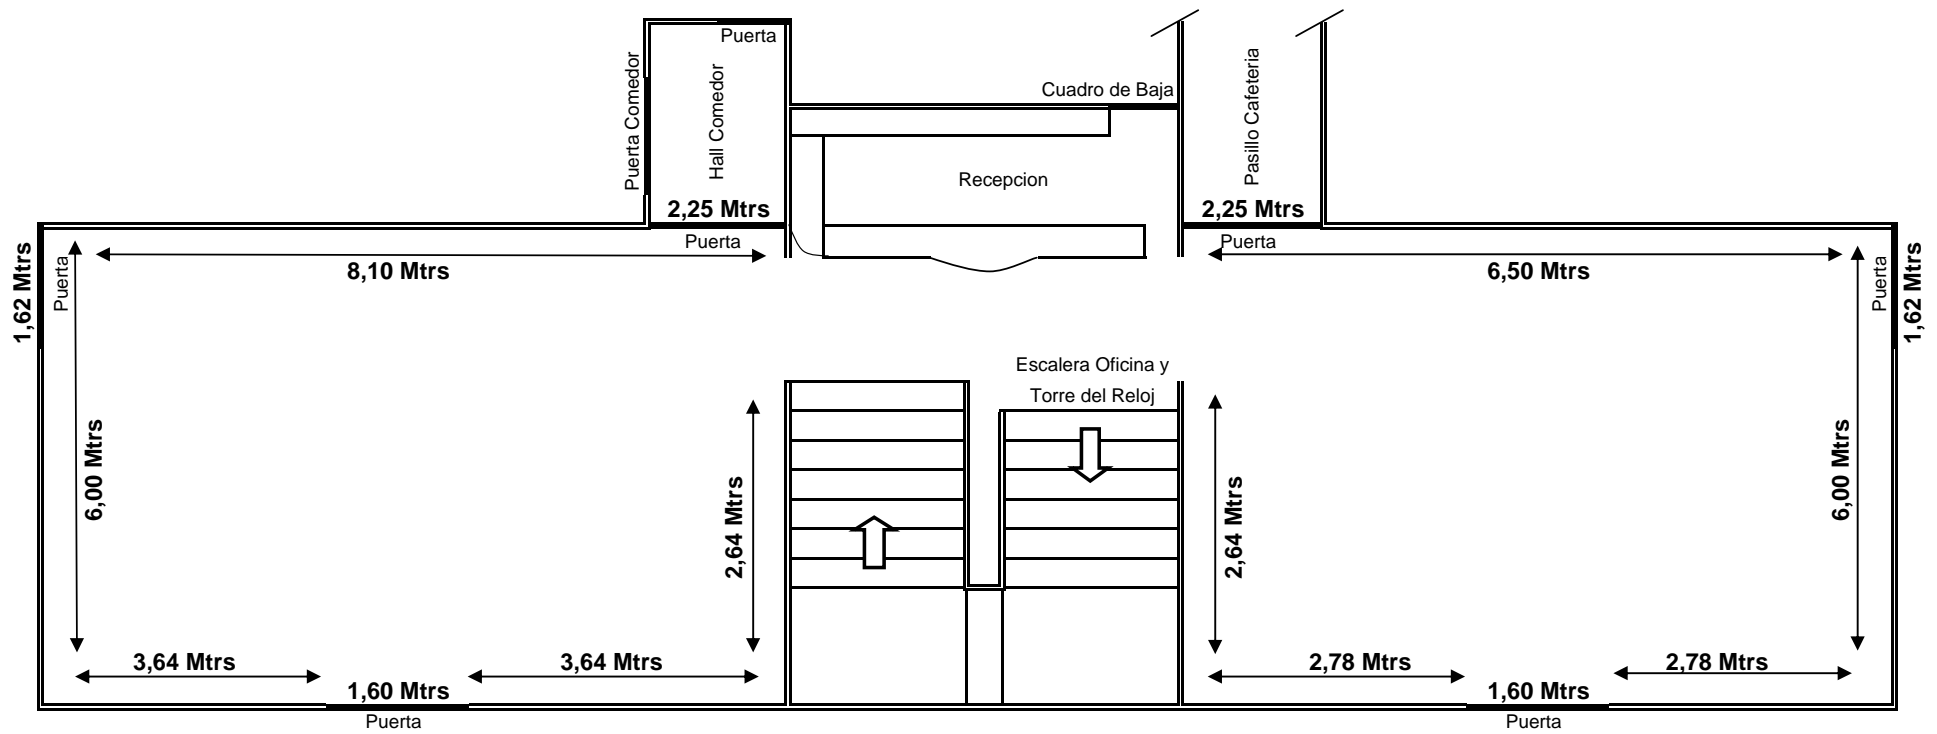 Puerta
Puerta Comedor
Hall Comedor
Cuadro de Baja
Pasillo Cafeteria
Recepcion
2,25 Mtrs
2,25 Mtrs
Puerta
Puerta
1,62 Mtrs
Puerta
8,10 Mtrs
6,50 Mtrs
Puerta
1,62 Mtrs
Escalera Oficina y
Torre del Reloj
6,00 Mtrs
2,64 Mtrs
2,64 Mtrs
6,00 Mtrs
3,64 Mtrs
3,64 Mtrs
2,78 Mtrs
2,78 Mtrs
1,60 Mtrs
1,60 Mtrs
Puerta
Puerta